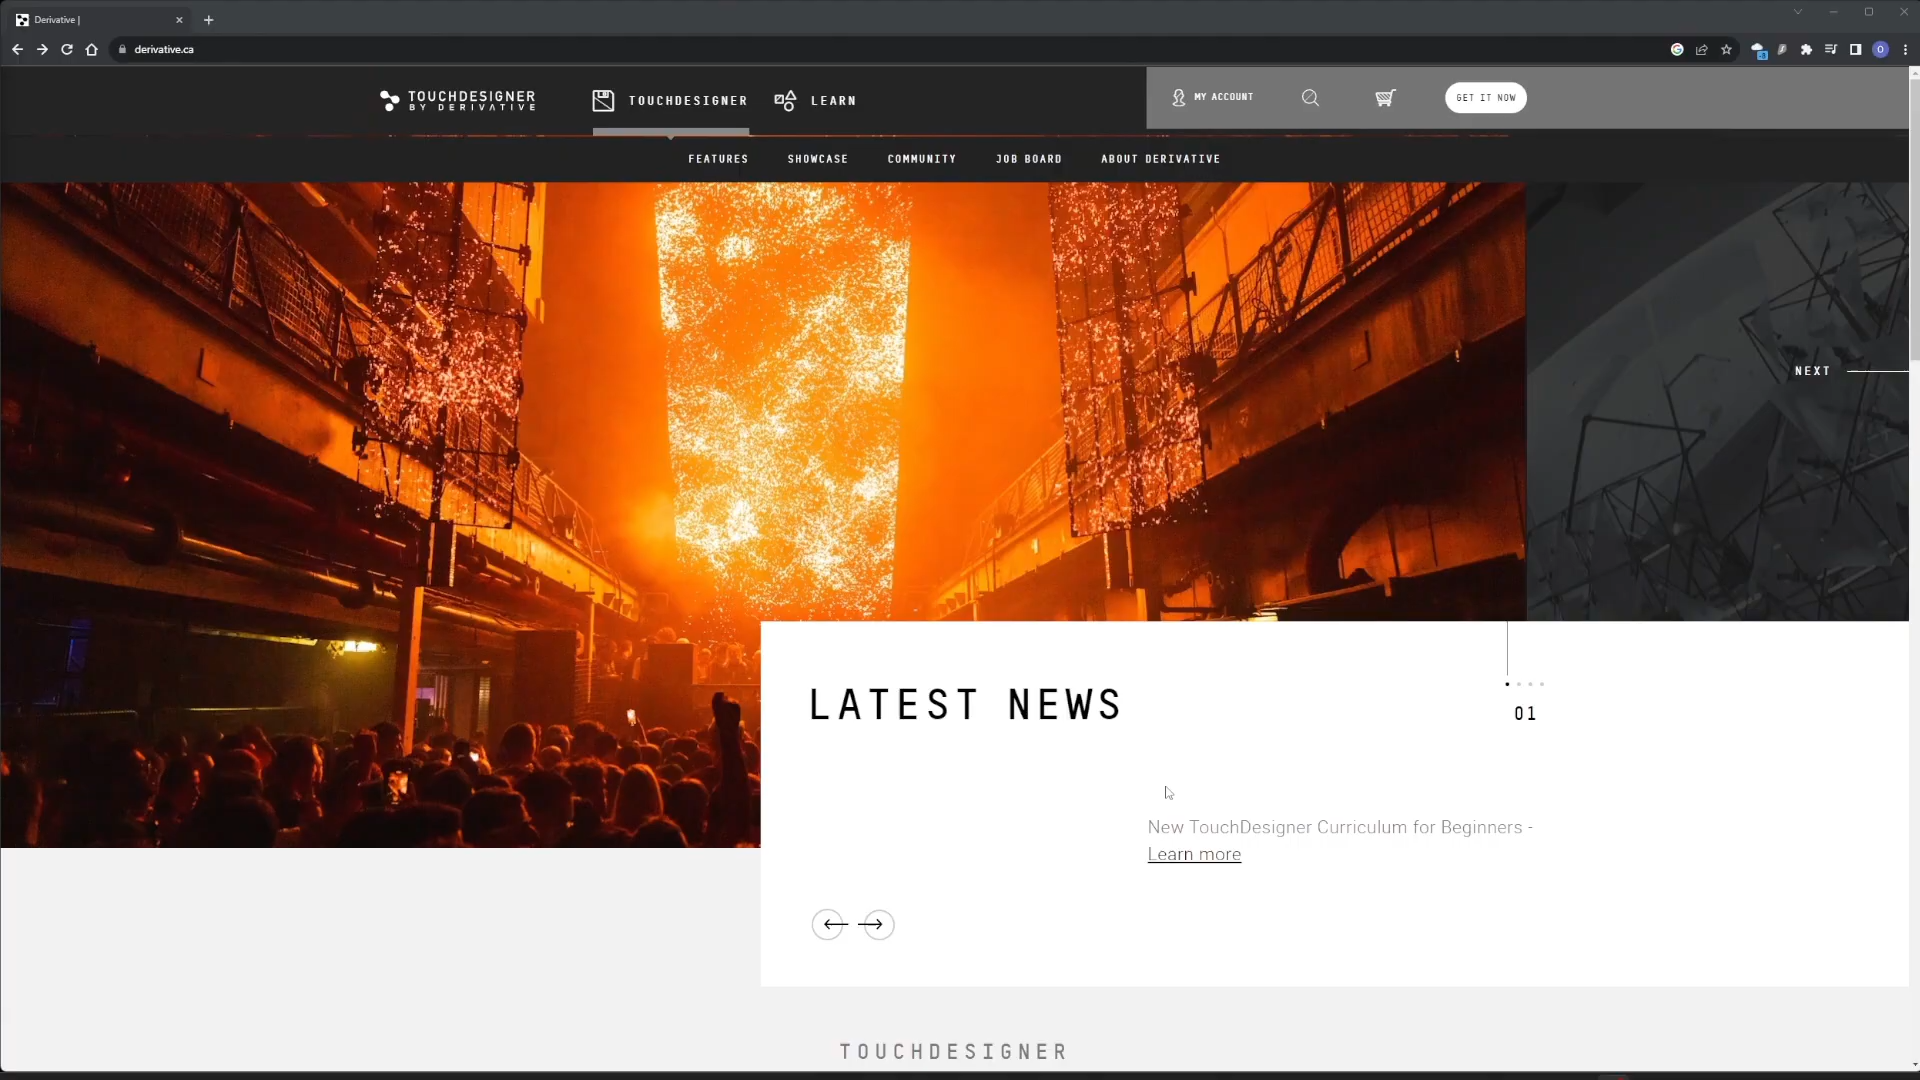 Derivative |
derivative.ca
TOUCHDESIGNER
BY DERIVATIVE
TOUCHDESIGNER
LEARN
MY ACCOUNT
GET IT NOW
FEATURES
SHOWCASE
COMMUNITY
JOB BOARD
ABOUT DERIVATIVE
NEXT
LATEST NEWS
01
New TouchDesigner Curriculum for Beginners -
Learn more
TOUCHDESIGNER